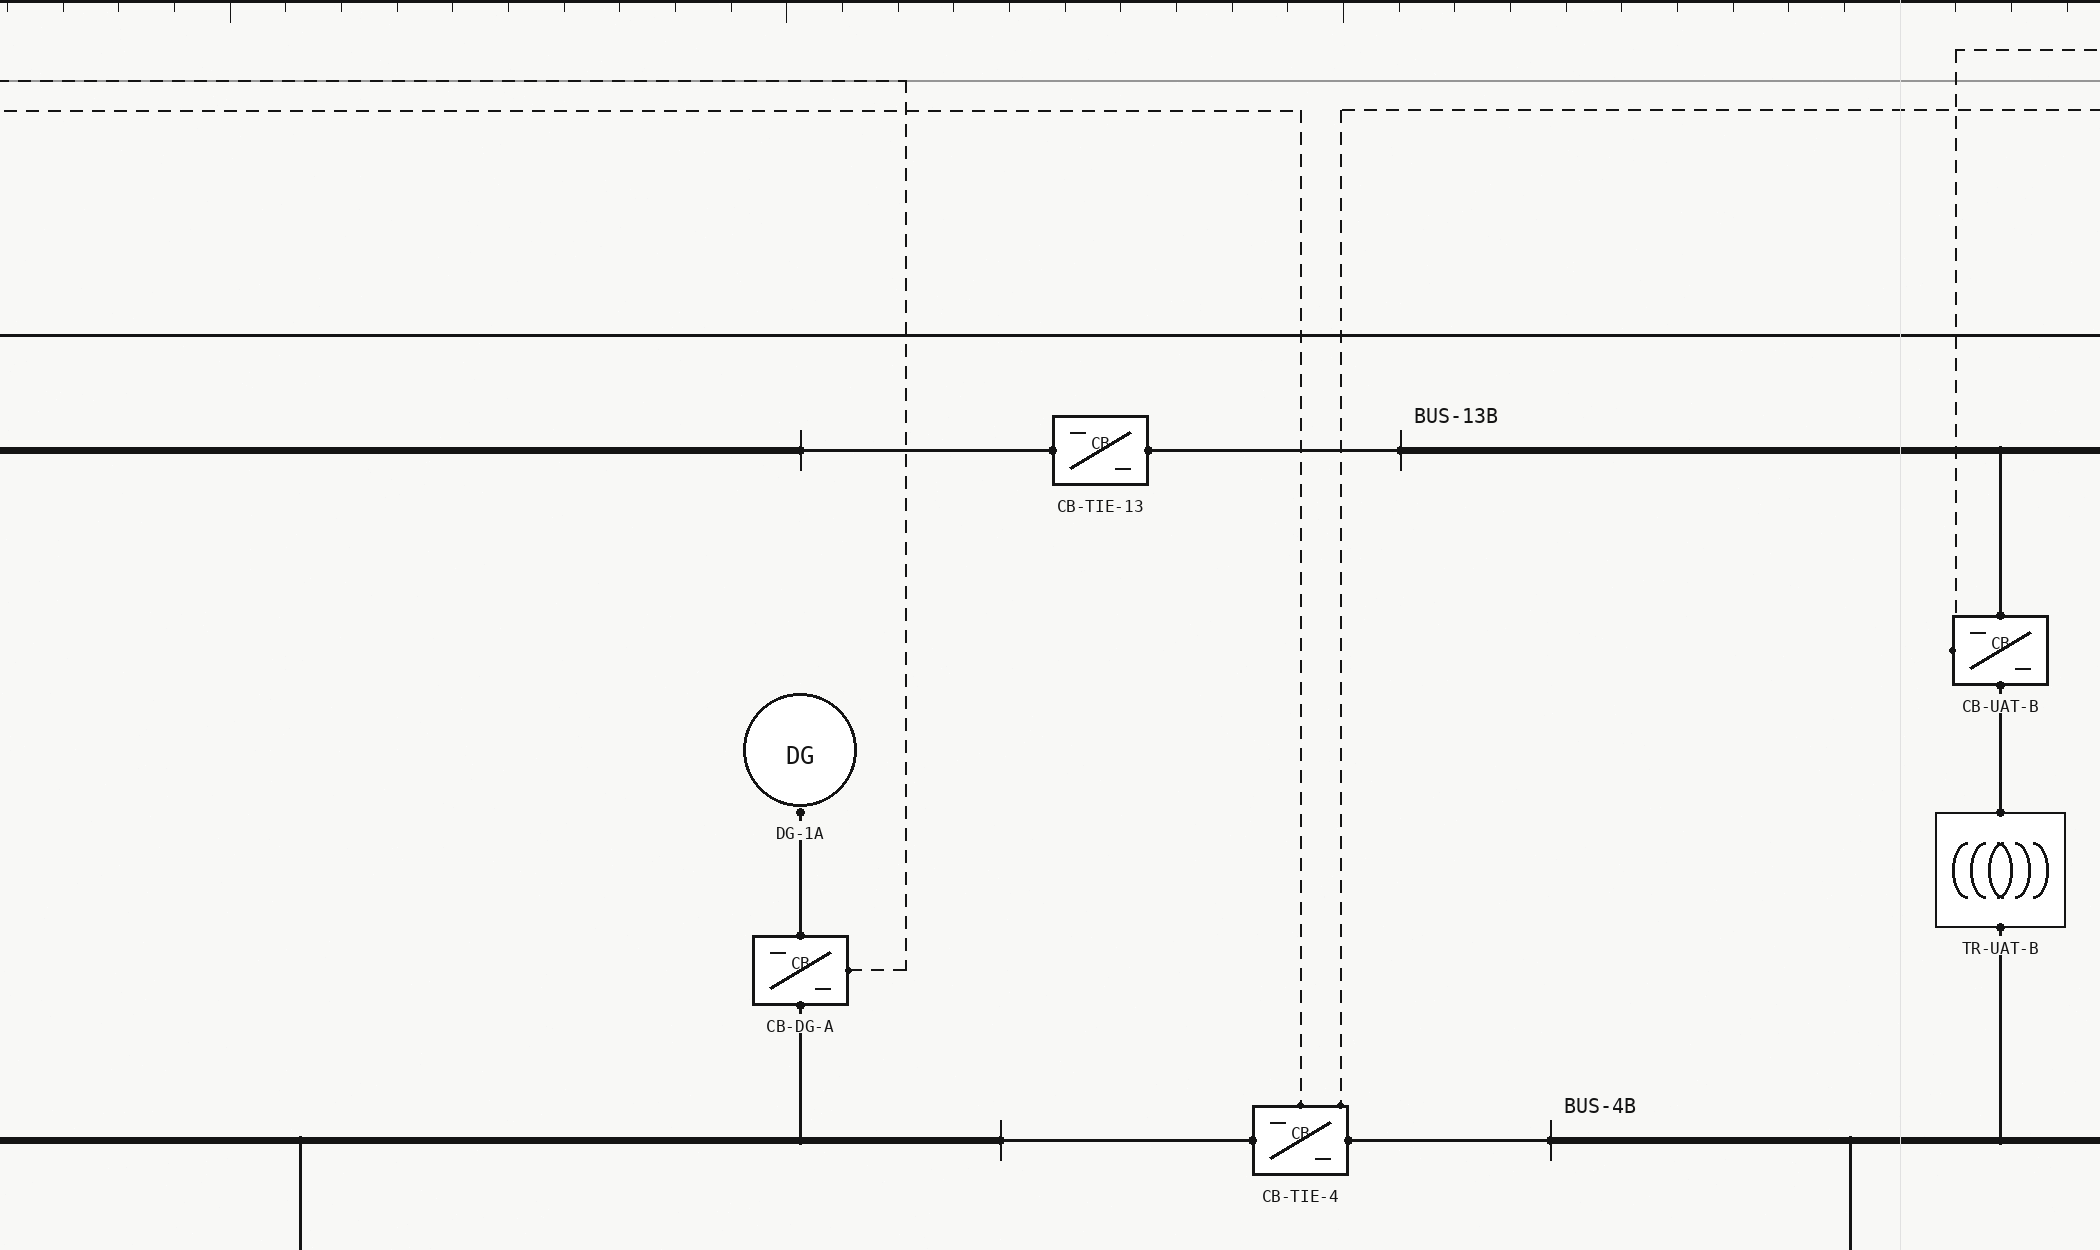 BUS-13B
CB
CB-TIE-13
CB
CB-UAT-B
DG
DG-1A
TR-UAT-B
CB
CB-DG-A
BUS-4B
CB
CB-TIE-4